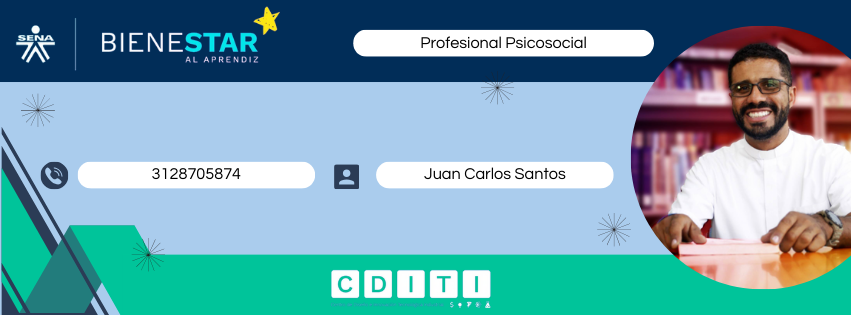 SENA
BIENESTAR
AL APRENDIZ
Profesional Psicosocial
3128705874
Juan Carlos Santos
CDITI